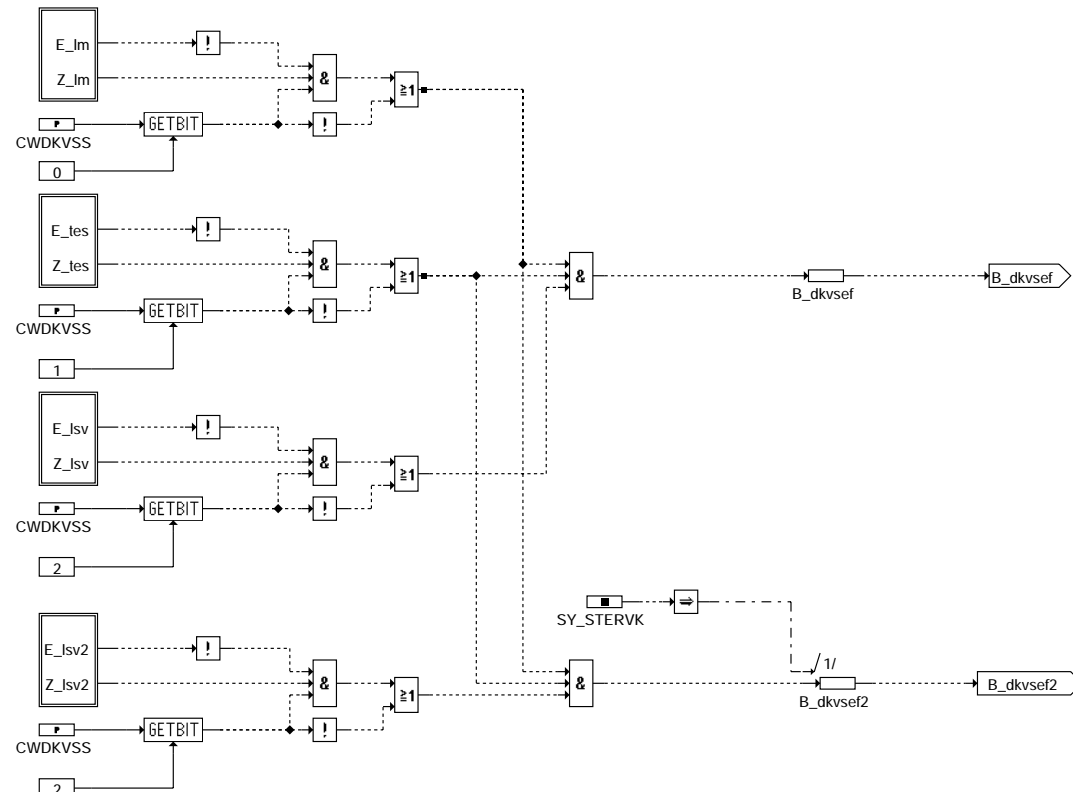 E_lm
!
Z_lm
&
≥1
P
GETBIT
!
CWDKVSS
0
E_tes
!
Z_tes
&
≥1
&
B_dkvsef
B_dkvsef
P
GETBIT
!
CWDKVSS
1
E_lsv
!
Z_lsv
&
≥1
P
GETBIT
!
CWDKVSS
2
SY_STERVK
⇒
E_lsv2
!
Z_lsv2
&
≥1
&
1/
B_dkvsef2
B_dkvsef2
P
GETBIT
!
CWDKVSS
2